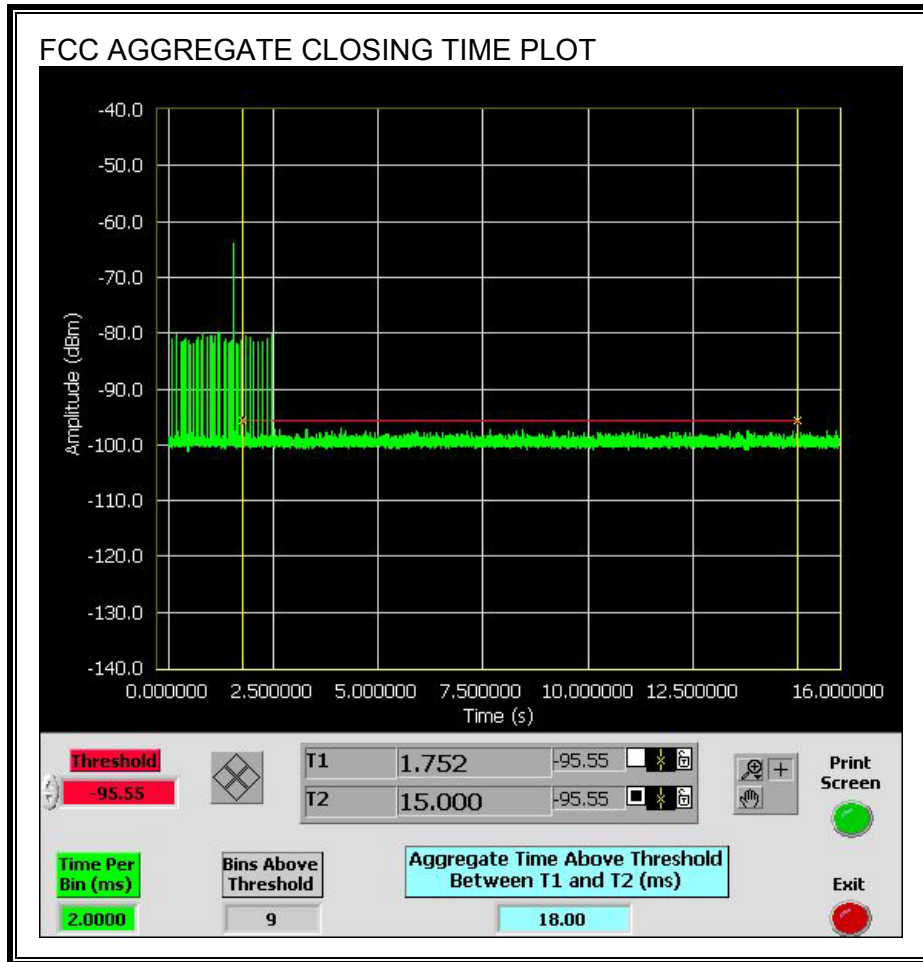 FCC AGGREGATE CLOSING TIME PLOT
-40.0
-50.0
-60.0
-70.0
-80.0
-90.0
-100.0
-110.0
-120.0
-130.0
-140.0
Amplitude (dBm)
0.000000 2.500000 5.000000 7.500000 10.000000 12.500000 16.000000
Time (s)
Threshold
-95.55
T1 1.752 -95.55
T2 15.000 -95.55
Print
Screen
Time Per
Bin (ms)
2.0000
Bins Above
Threshold
9
Aggregate Time Above Threshold
Between T1 and T2 (ms)
18.00
Exit